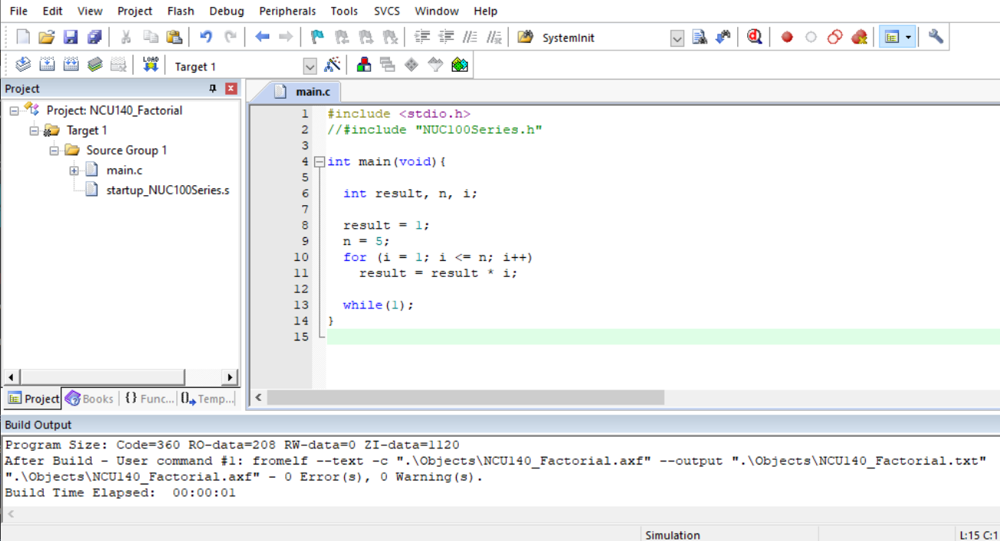 File Edit View Project Flash Debug Peripherals Tools SVCS Window Help
SystemInit
LOAD Target 1
Project
main.c
Project: NCU140_Factorial
Target 1
Source Group 1
main.c
startup_NUC100Series.s
1 #include <stdio.h>
2 //#include "NUC100Series.h"
3
4 int main(void){
5
6 int result, n, i;
7
8 result = 1;
9 n = 5;
10 for (i = 1; i <= n; i++)
11 result = result * i;
12
13 while(1);
14 }
15
Project Books {} Func... 0 Temp...
Build Output
Program Size: Code=360 RO-data=208 RW-data=0 ZI-data=1120
After Build - User command #1: fromelf --text -c ".\Objects\NCU140_Factorial.axf" --output ".\Objects\NCU140_Factorial.txt"
".\Objects\NCU140_Factorial.axf" - 0 Error(s), 0 Warning(s).
Build Time Elapsed: 00:00:01
Simulation L:15 C:1